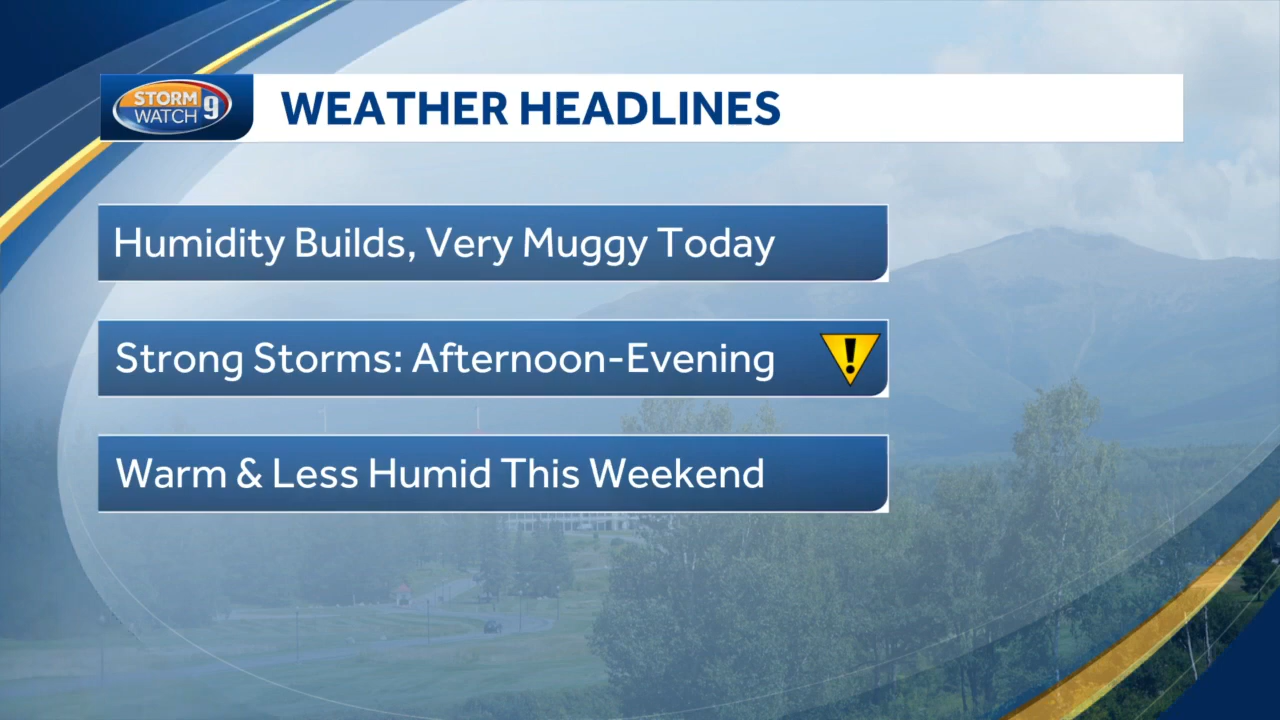 STORM
WATCH 9
WEATHER HEADLINES
Humidity Builds, Very Muggy Today
Strong Storms: Afternoon-Evening
!
Warm & Less Humid This Weekend